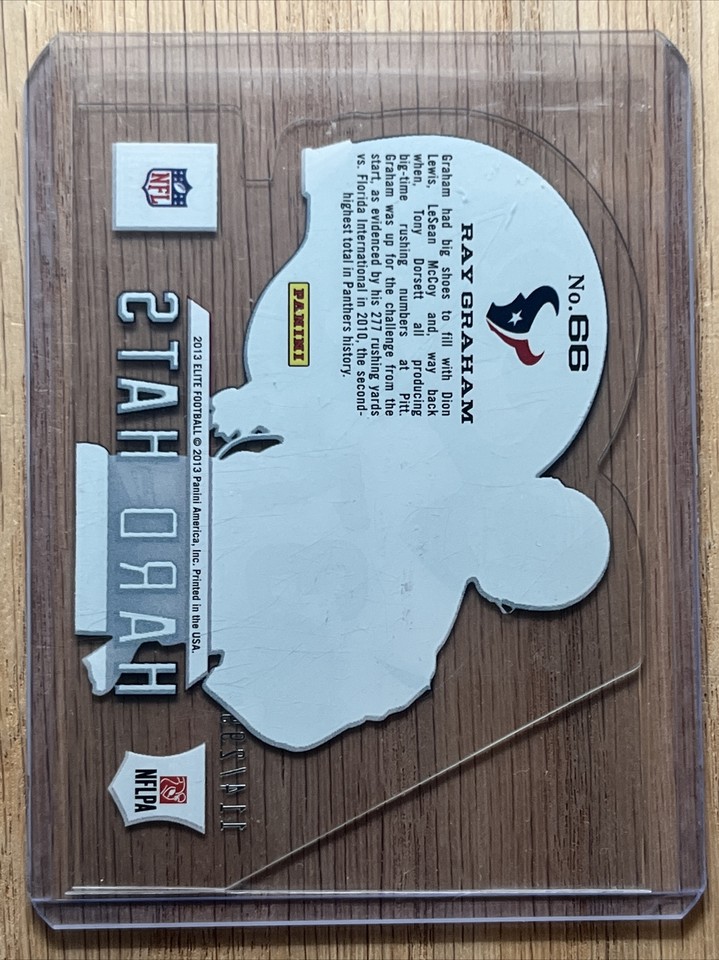 No. 66
RAY GRAHAM
Graham had big shoes to fill with Dion
Lewis, LeSean McCoy and, way back
when, Tony Dorsett all producing
big-time rushing numbers at Pitt.
Graham was up for the challenge from the
start, as evidenced by his 277 rushing yards
vs. Florida International in 2010, the second-
highest total in Panthers history.
PANINI
2013 ELITE FOOTBALL © 2013 Panini America, Inc. Printed in the USA.
HARD HATS
NFL
NFLPA